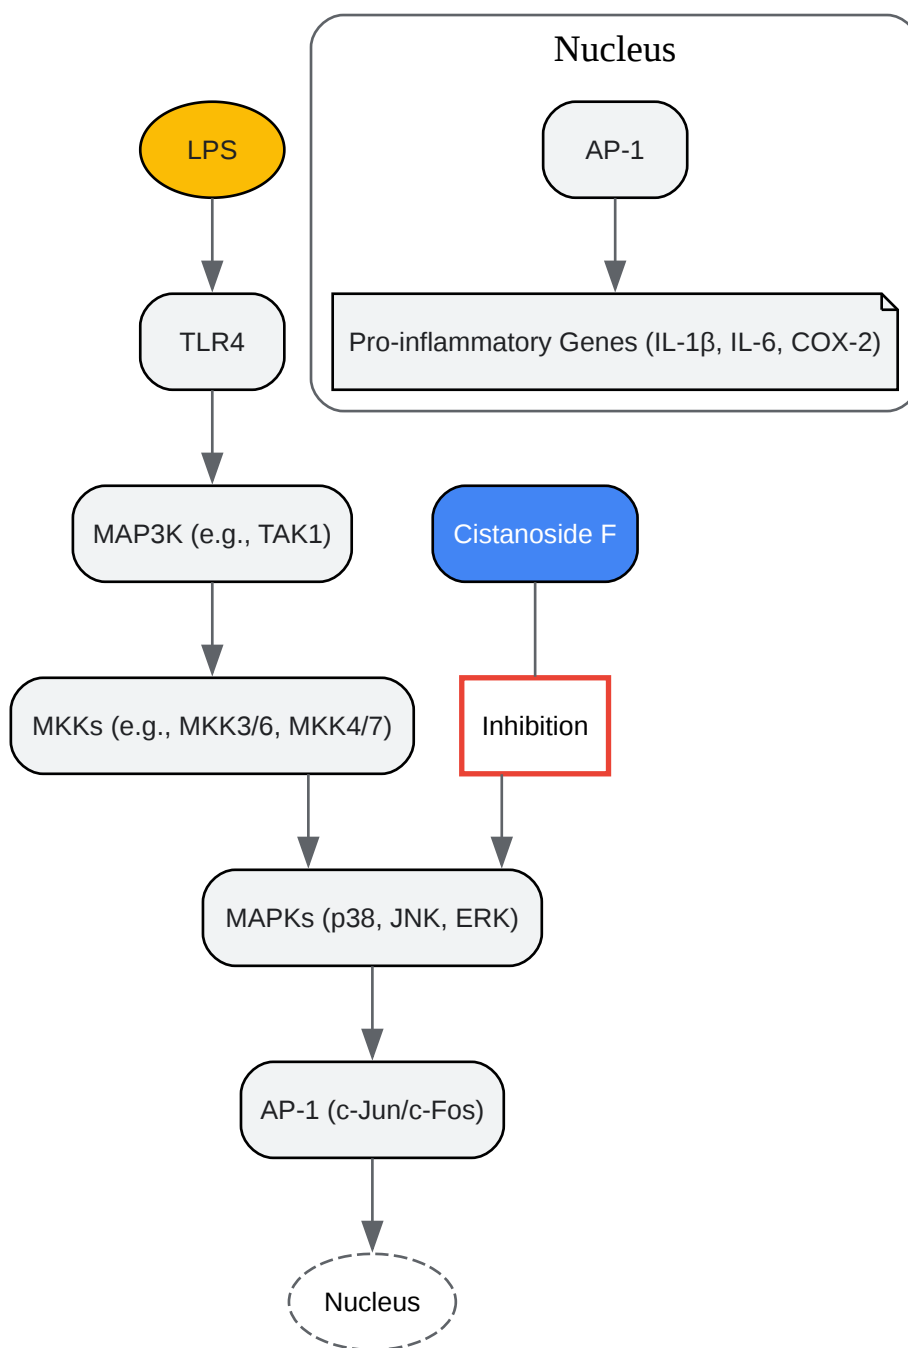 Nucleus
LPS
AP-1
TLR4
Pro-inflammatory Genes (IL-1β, IL-6, COX-2)
MAP3K (e.g., TAK1)
Cistanoside F
MKKs (e.g., MKK3/6, MKK4/7)
Inhibition
MAPKs (p38, JNK, ERK)
AP-1 (c-Jun/c-Fos)
Nucleus